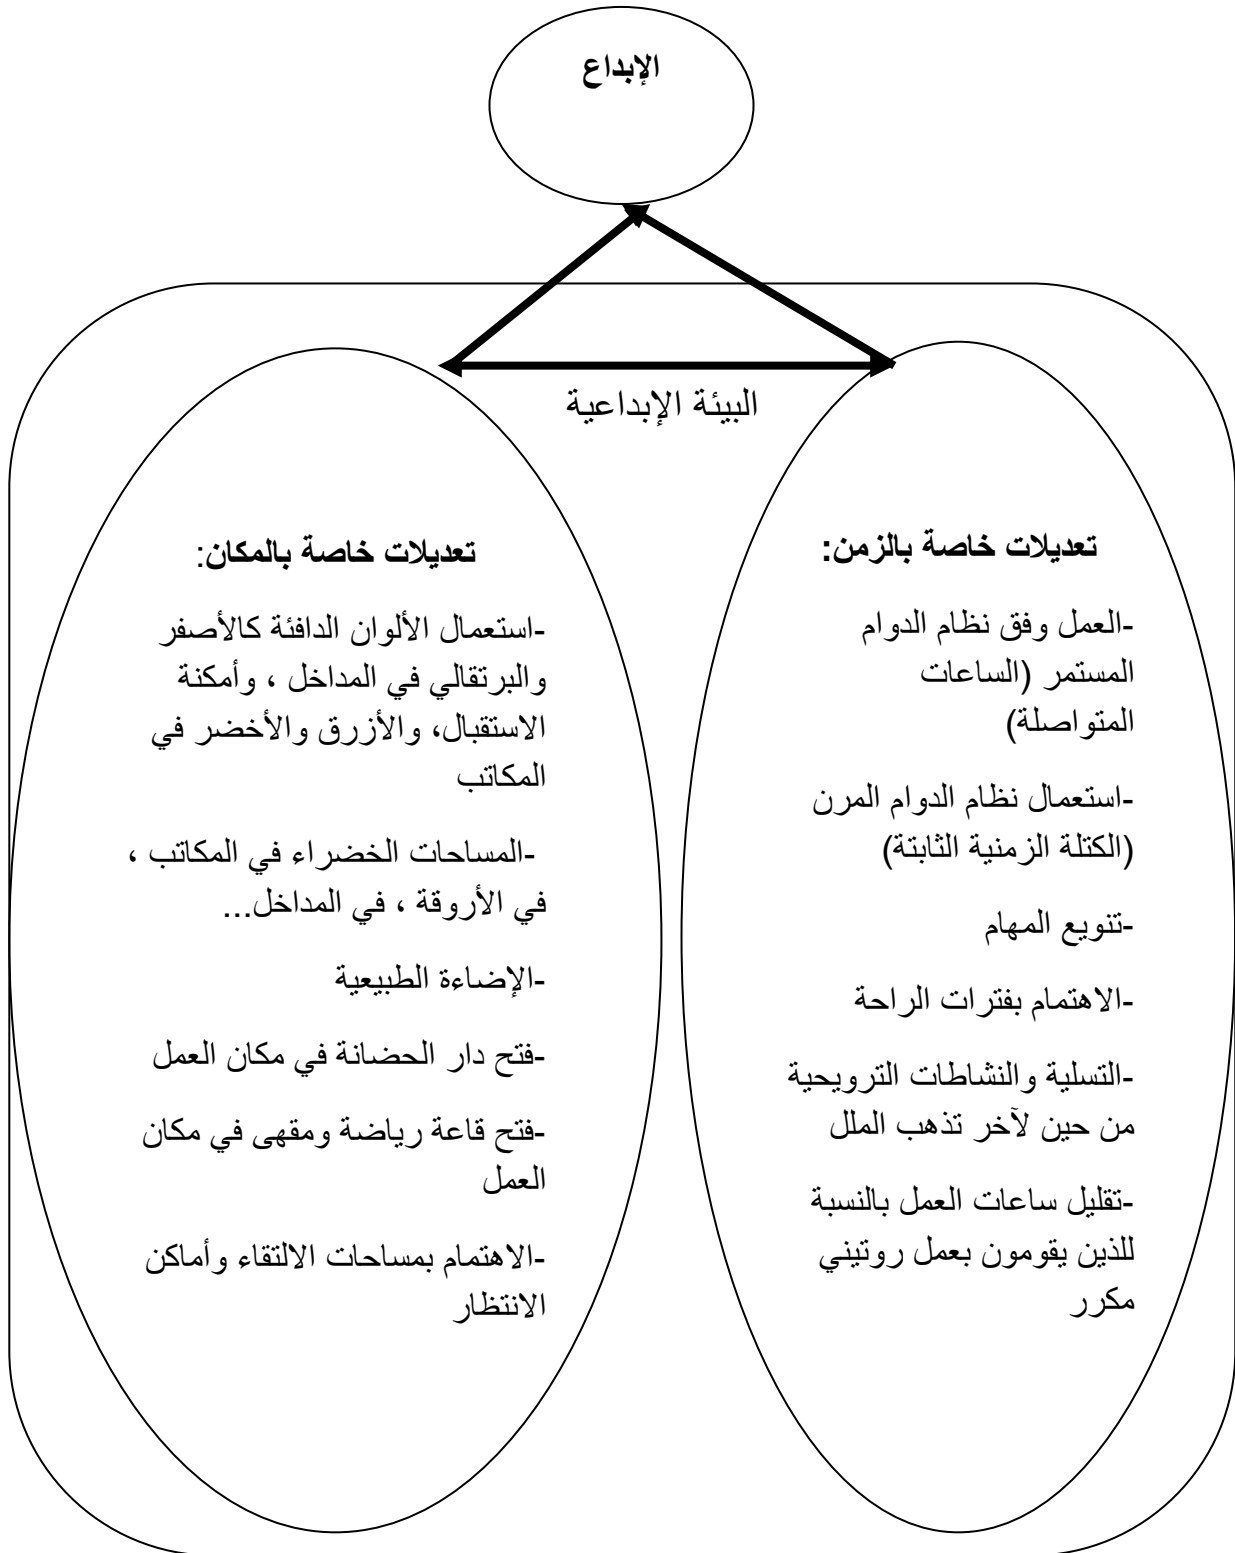 الإبداع
البيئة الإبداعية
تعديلات خاصة بالزمن:
-العمل وفق نظام الدوام
المستمر (الساعات
المتواصلة)
-استعمال نظام الدوام المرن
(الكتلة الزمنية الثابتة)
-تنويع المهام
-الاهتمام بفترات الراحة
-التسلية والنشاطات الترويحية
من حين لآخر تذهب الملل
-تقليل ساعات العمل بالنسبة
للذين يقومون بعمل روتيني
مكرر
تعديلات خاصة بالمكان:
-استعمال الألوان الدافئة كالأصفر
والبرتقالي في المداخل ، وأمكنة
الاستقبال، والأزرق والأخضر في
المكاتب
-المساحات الخضراء في المكاتب ،
في الأروقة ، في المداخل...
-الإضاءة الطبيعية
-فتح دار الحضانة في مكان العمل
-فتح قاعة رياضة ومقهى في مكان
العمل
-الاهتمام بمساحات الالتقاء وأماكن
الانتظار